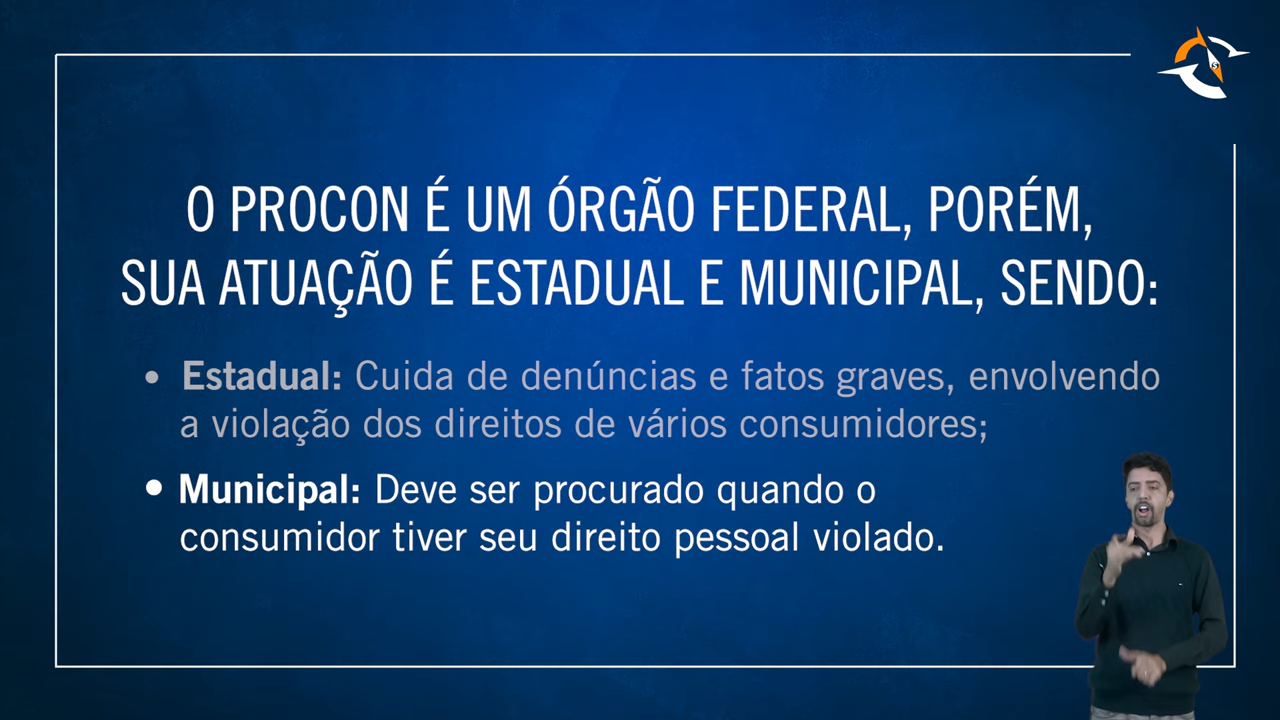 O PROCON É UM ÓRGÃO FEDERAL, PORÉM,
SUA ATUAÇÃO É ESTADUAL E MUNICIPAL, SENDO:
• Estadual: Cuida de denúncias e fatos graves, envolvendo
a violação dos direitos de vários consumidores;
• Municipal: Deve ser procurado quando o
consumidor tiver seu direito pessoal violado.